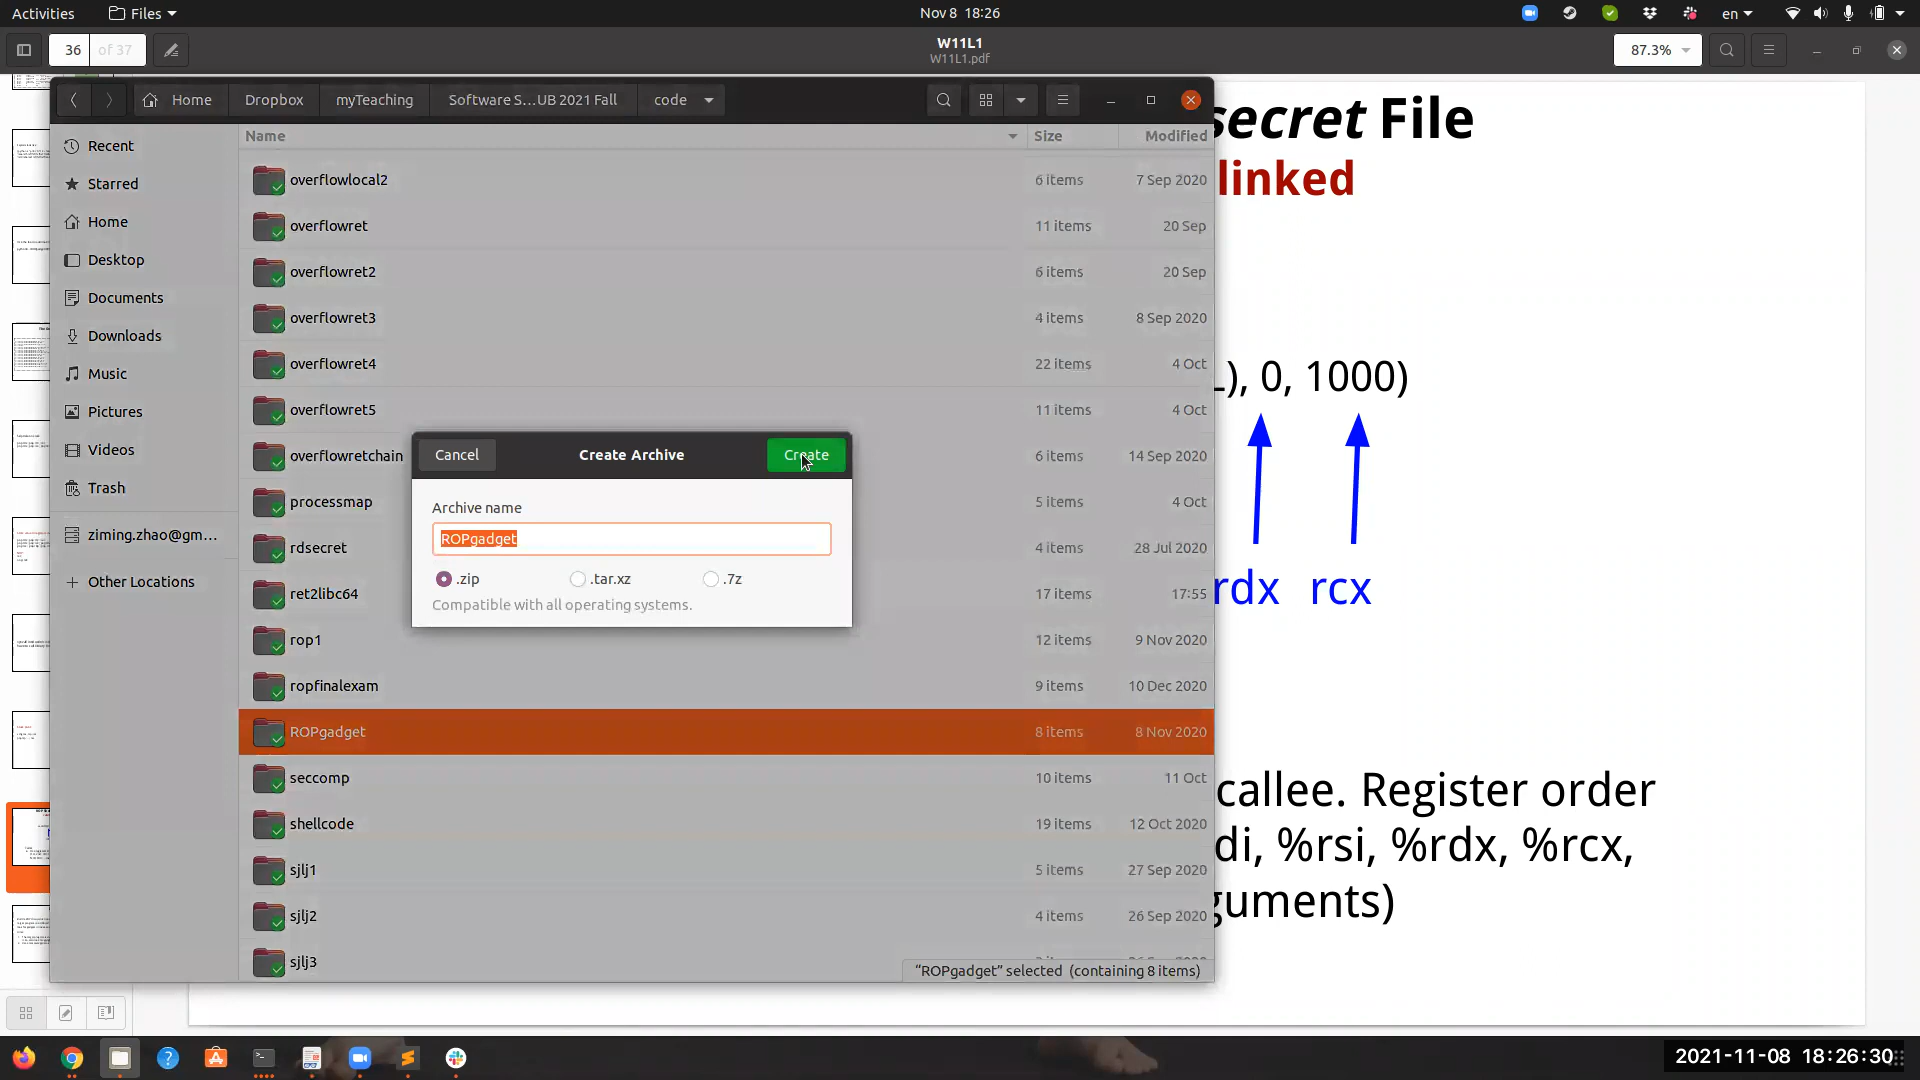 Activities
Files
Nov 8 18:26
en
36
of 37
W11L1
W11L1.pdf
87.3%
Home
Dropbox
myTeaching
Software S...UB 2021 Fall
code
Recent
Starred
Home
Desktop
Documents
Downloads
Music
Pictures
Videos
Trash
ziming.zhao@gm...
Other Locations
Name Size Modified
overflowlocal2 6 items 7 Sep 2020
overflowret 11 items 20 Sep
overflowret2 6 items 20 Sep
overflowret3 4 items 8 Sep 2020
overflowret4 22 items 4 Oct
overflowret5 11 items 4 Oct
overflowretchain 6 items 14 Sep 2020
processmap 5 items 4 Oct
rdsecret 4 items 28 Jul 2020
ret2libc64 17 items 17:55
rop1 12 items 9 Nov 2020
ropfinalexam 9 items 10 Dec 2020
ROPgadget 8 items 8 Nov 2020
seccomp 10 items 11 Oct
shellcode 19 items 12 Oct 2020
sjlj1 5 items 27 Sep 2020
sjlj2 4 items 26 Sep 2020
sjlj3
"ROPgadget" selected (containing 8 items)
Cancel
Create Archive
Create
Archive name
ROPgadget
.zip
.tar.xz
.7z
Compatible with all operating systems.
secret File
linked
), 0, 1000)
rdx rcx
callee. Register order
di, %rsi, %rdx, %rcx,
guments)
2021-11-08 18:26:30